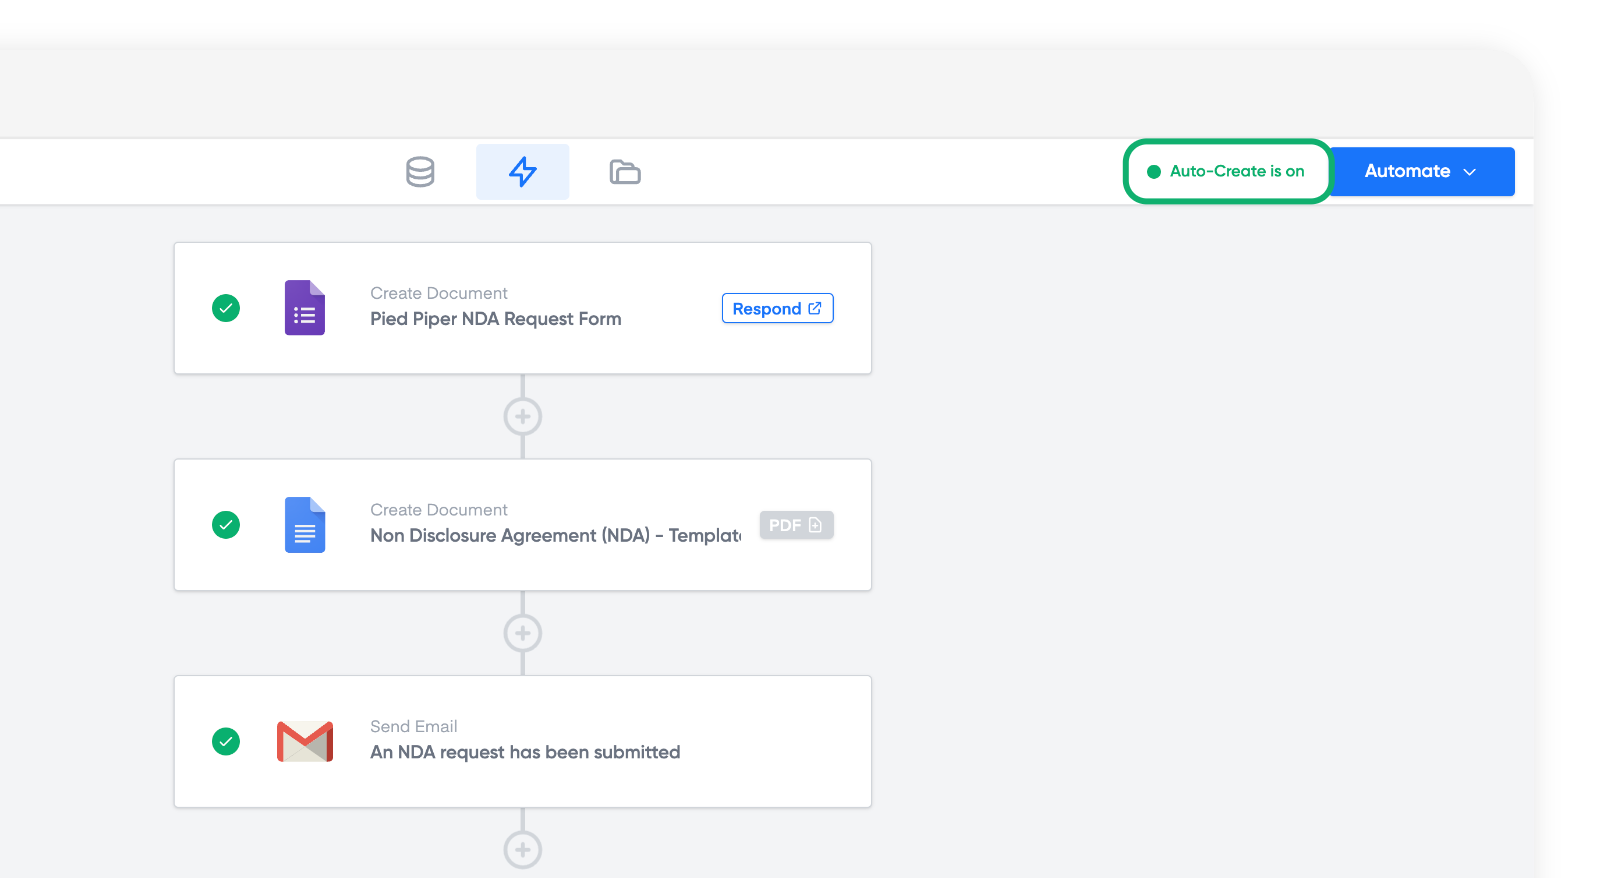 Auto-Create is on
Automate
Create Document
Pied Piper NDA Request Form
Respond
Create Document
Non Disclosure Agreement (NDA) - Template
PDF
Send Email
An NDA request has been submitted